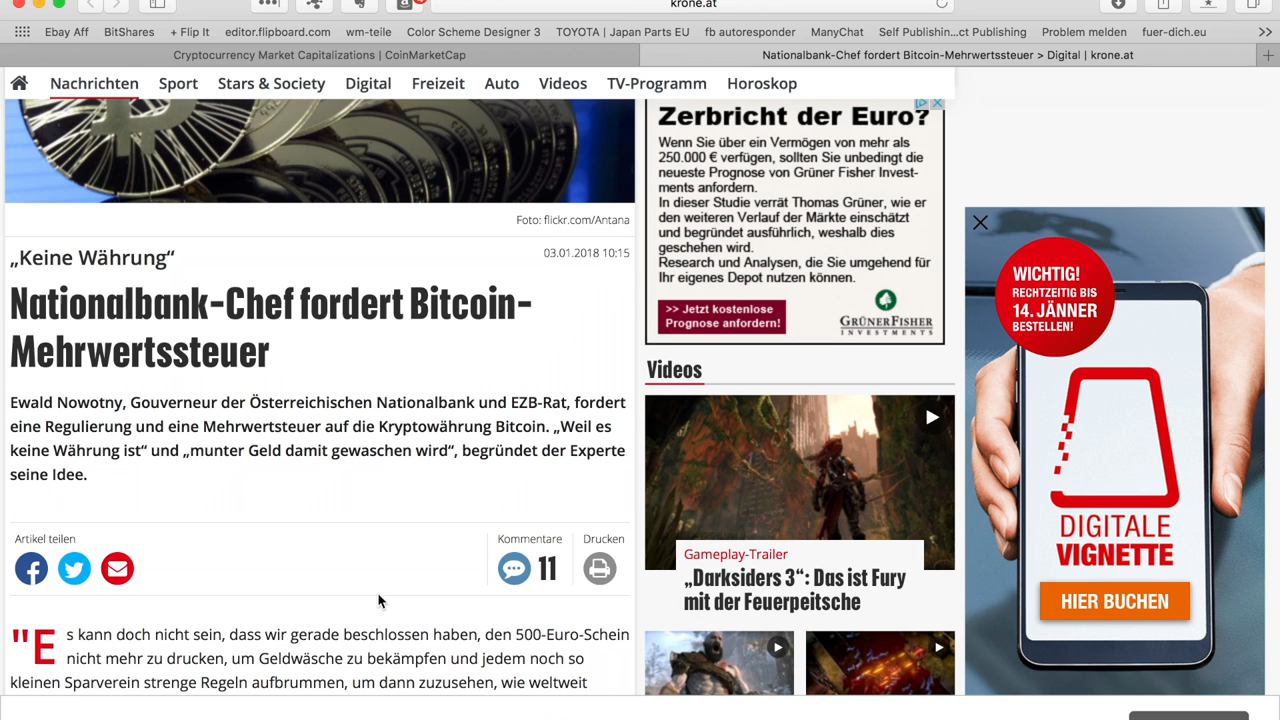 krone.at
Ebay Aff
BitShares
+ Flip It
editor.flipboard.com
wm-teile
Color Scheme Designer 3
TOYOTA | Japan Parts EU
fb autoresponder
ManyChat
Self Publishin...ct Publishing
Problem melden
fuer-dich.eu
Cryptocurrency Market Capitalizations | CoinMarketCap
Nationalbank-Chef fordert Bitcoin-Mehrwertssteuer > Digital | krone.at
Nachrichten
Sport
Stars & Society
Digital
Freizeit
Auto
Videos
TV-Programm
Horoskop
Foto: flickr.com/Antana
„Keine Währung“
03.01.2018 10:15
Nationalbank-Chef fordert Bitcoin-
Mehrwertssteuer
Ewald Nowotny, Gouverneur der Österreichischen Nationalbank und EZB-Rat, fordert
eine Regulierung und eine Mehrwertsteuer auf die Kryptowährung Bitcoin. „Weil es
keine Währung ist“ und „munter Geld damit gewaschen wird“, begründet der Experte
seine Idee.
Artikel teilen
Kommentare
11
Drucken
"Es kann doch nicht sein, dass wir gerade beschlossen haben, den 500-Euro-Schein
nicht mehr zu drucken, um Geldwäsche zu bekämpfen und jedem noch so
kleinen Sparverein strenge Regeln aufbrummen, um dann zuzusehen, wie weltweit
Zerbricht der Euro?
Wenn Sie über ein Vermögen von mehr als
250.000 € verfügen, sollten Sie unbedingt die
neueste Prognose von Grüner Fisher Invest-
ments anfordern.
In dieser Studie verrät Thomas Grüner, wie er
den weiteren Verlauf der Märkte einschätzt
und begründet ausführlich, weshalb dies
geschehen wird.
Research und Analysen, die Sie umgehend für
Ihr eigenes Depot nutzen können.
>> Jetzt kostenlose
Prognose anfordern!
GRÜNER FISHER
INVESTMENTS
Videos
Gameplay-Trailer
„Darksiders 3“: Das ist Fury
mit der Feuerpeitsche
WICHTIG!
RECHTZEITIG BIS
14. JÄNNER
BESTELLEN!
DIGITALE
VIGNETTE
HIER BUCHEN